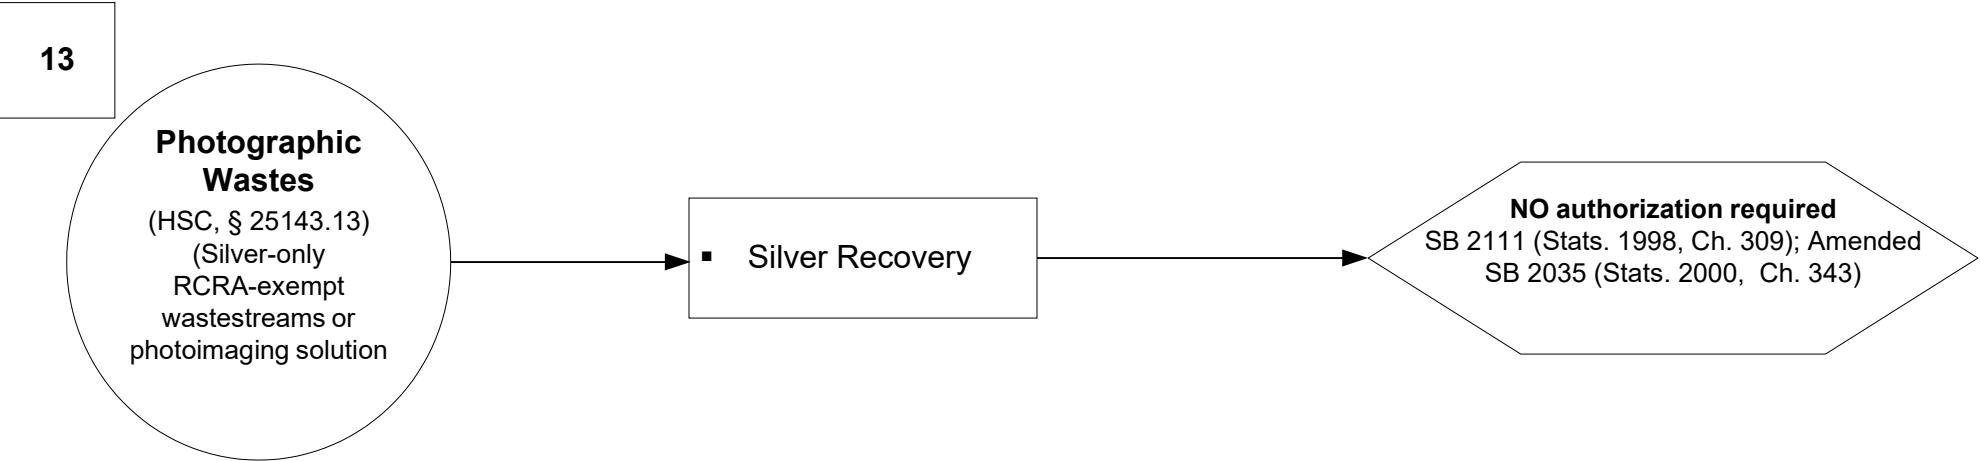 13
Photographic
Wastes
(HSC, § 25143.13)
(Silver-only
RCRA-exempt
wastestreams or
photoimaging solution
▪ Silver Recovery
NO authorization required
SB 2111 (Stats. 1998, Ch. 309); Amended
SB 2035 (Stats. 2000,  Ch. 343)